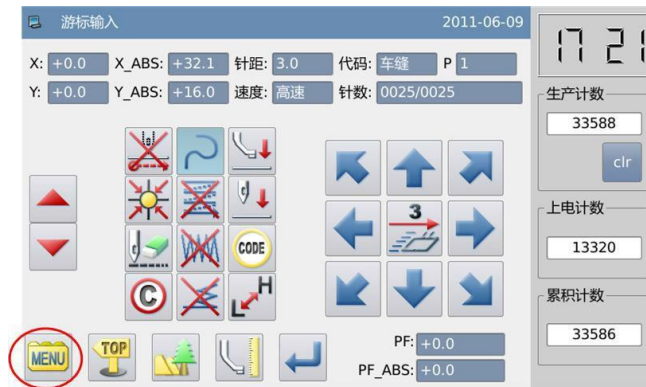 游标输入 2011-06-09
X: +0.0 X_ABS: +32.1 针距: 3.0 代码: 车缝 P 1
Y: +0.0 Y_ABS: +16.0 速度: 高速 针数: 0025/0025
17 21
生产计数
33588
clr
CODE
3
上电计数
13320
C L H
累积计数
33586
MENU TOP
PF: +0.0
PF_ABS: +0.0